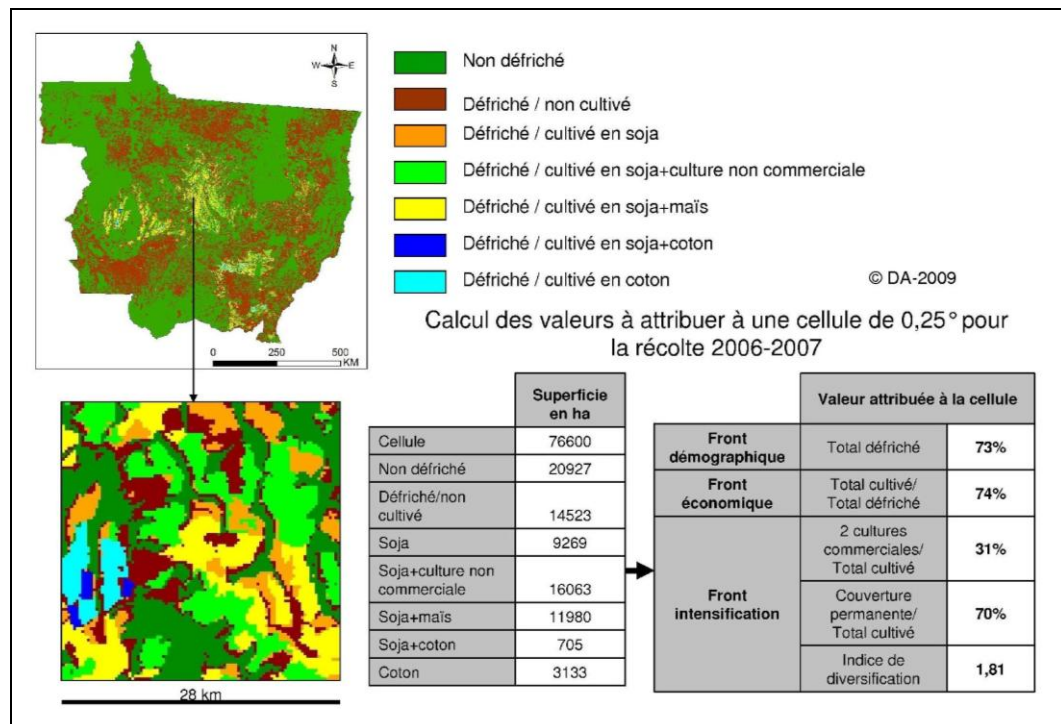 N
W E
S
0 250 500
KM
Non défriché
Défriché / non cultivé
Défriché / cultivé en soja
Défriché / cultivé en soja+culture non commerciale
Défriché / cultivé en soja+maïs
Défriché / cultivé en soja+coton
Défriché / cultivé en coton
© DA-2009
Calcul des valeurs à attribuer à une cellule de 0,25° pour
la récolte 2006-2007
28 km
Superficie
en ha
Cellule 76600
Non défriché 20927
Défriché/non
cultivé 14523
Soja 9269
Soja+culture non
commerciale 16063
Soja+maïs 11980
Soja+coton 705
Coton 3133
Valeur attribuée à la cellule
Front
démographique
Total défriché 73%
Front
économique
Total cultivé/
Total défriché
74%
Front
intensification
2 cultures
commerciales/
Total cultivé
31%
Couverture
permanente/
Total cultivé
70%
Indice de
diversification
1,81